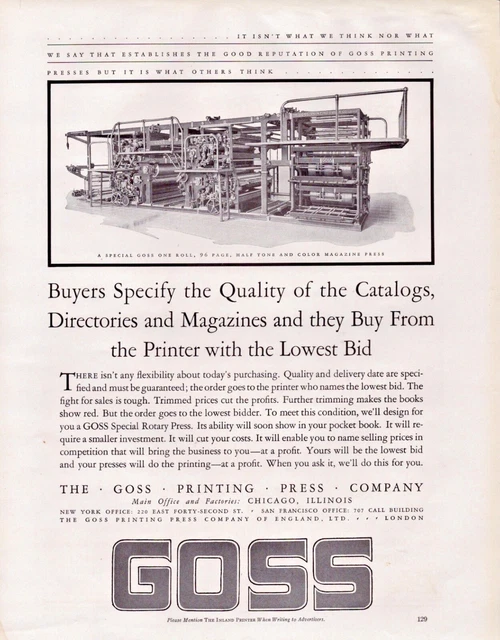 IT ISN'T WHAT WE THINK NOR WHAT
WE SAY THAT ESTABLISHES THE GOOD REPUTATION OF GOSS PRINTING
PRESSES BUT IT IS WHAT OTHERS THINK
A SPECIAL GOSS ONE ROLL, 96 PAGE, HALF TONE AND COLOR MAGAZINE PRESS
Buyers Specify the Quality of the Catalogs,
Directories and Magazines and they Buy From
the Printer with the Lowest Bid
THERE isn't any flexibility about today's purchasing. Quality and delivery date are speci-
fied and must be guaranteed; the order goes to the printer who names the lowest bid. The
fight for sales is tough. Trimmed prices cut the profits. Further trimming makes the books
show red. But the order goes to the lowest bidder. To meet this condition, we'll design for
you a GOSS Special Rotary Press. Its ability will soon show in your pocket book. It will re-
quire a smaller investment. It will cut your costs. It will enable you to name selling prices in
competition that will bring the business to you—at a profit. Yours will be the lowest bid
and your presses will do the printing—at a profit. When you ask it, we'll do this for you.
THE · GOSS · PRINTING · PRESS · COMPANY
Main Office and Factories: CHICAGO, ILLINOIS
NEW YORK OFFICE: 220 EAST FORTY-SECOND ST. · SAN FRANCISCO OFFICE: 707 CALL BUILDING
THE GOSS PRINTING PRESS COMPANY OF ENGLAND, LTD. · · · LONDON
GOSS
Please Mention THE INLAND PRINTER When Writing to Advertisers.
129